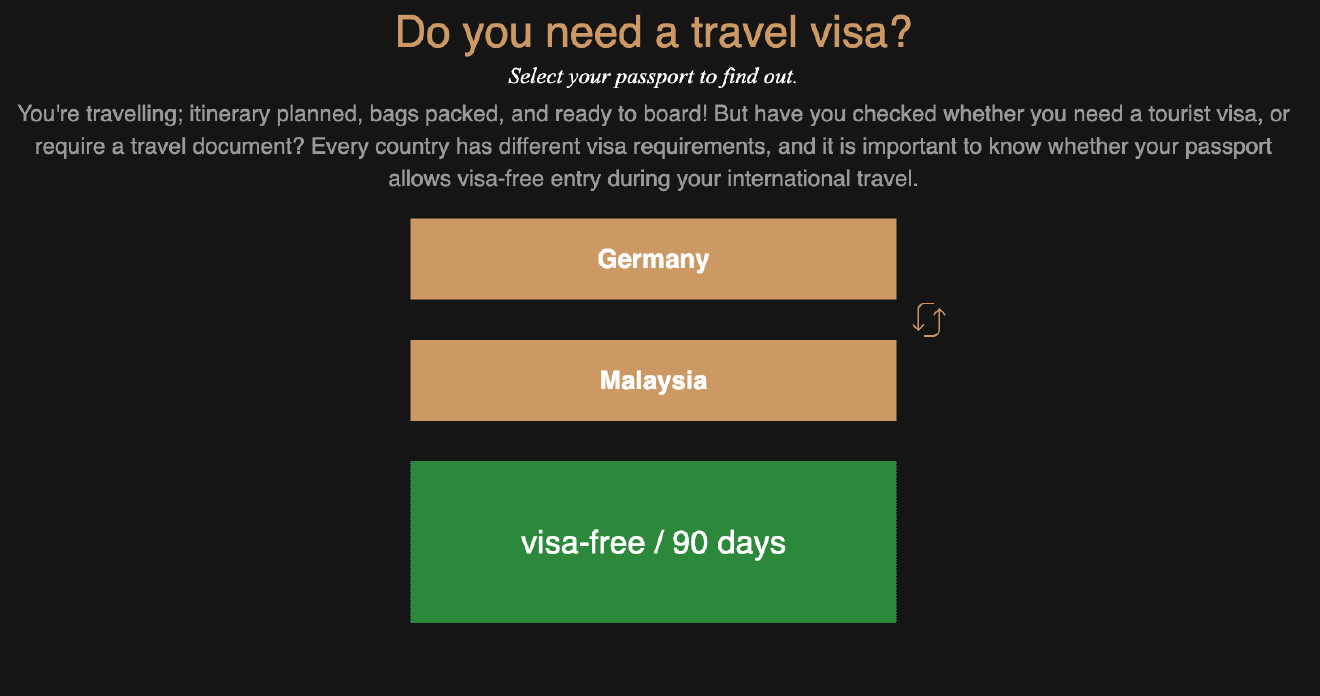 Do you need a travel visa?
Select your passport to find out.
You're travelling; itinerary planned, bags packed, and ready to board! But have you checked whether you need a tourist visa, or
require a travel document? Every country has different visa requirements, and it is important to know whether your passport
allows visa-free entry during your international travel.
Germany
Malaysia
visa-free / 90 days